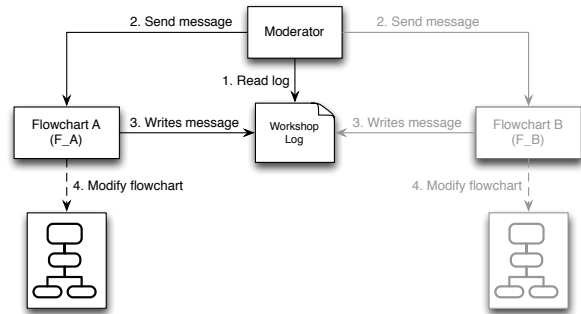 2. Send message
Moderator
2. Send message
1. Read log
Flowchart A
(F_A)
3. Writes message
Workshop
Log
3. Writes message
Flowchart B
(F_B)
4. Modify flowchart
4. Modify flowchart